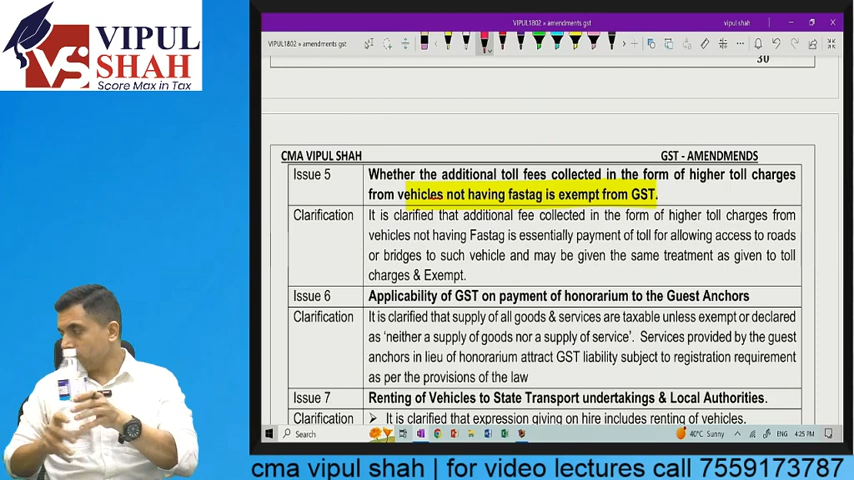 VIPUL
SHAH
Score Max in Tax
VS
VIPUL1802 » amendments gst
vipul shah
VIPUL1802 » amendments gst
30
CMA VIPUL SHAH GST - AMENDMENTS
Issue 5 Whether the additional toll fees collected in the form of higher toll charges
from vehicles not having fastag is exempt from GST.
Clarification It is clarified that additional fee collected in the form of higher toll charges from
vehicles not having Fastag is essentially payment of toll for allowing access to roads
or bridges to such vehicle and may be given the same treatment as given to toll
charges & Exempt.
Issue 6 Applicability of GST on payment of honorarium to the Guest Anchors
Clarification It is clarified that supply of all goods & services are taxable unless exempt or declared
as ‘neither a supply of goods nor a supply of service’. Services provided by the guest
anchors in lieu of honorarium attract GST liability subject to registration requirement
as per the provisions of the law
Issue 7 Renting of Vehicles to State Transport undertakings & Local Authorities.
Clarification ➢ It is clarified that expression giving on hire includes renting of vehicles.
Search
40°C Sunny
ENG 4:25 PM
cma vipul shah | for video lectures call 7559173787